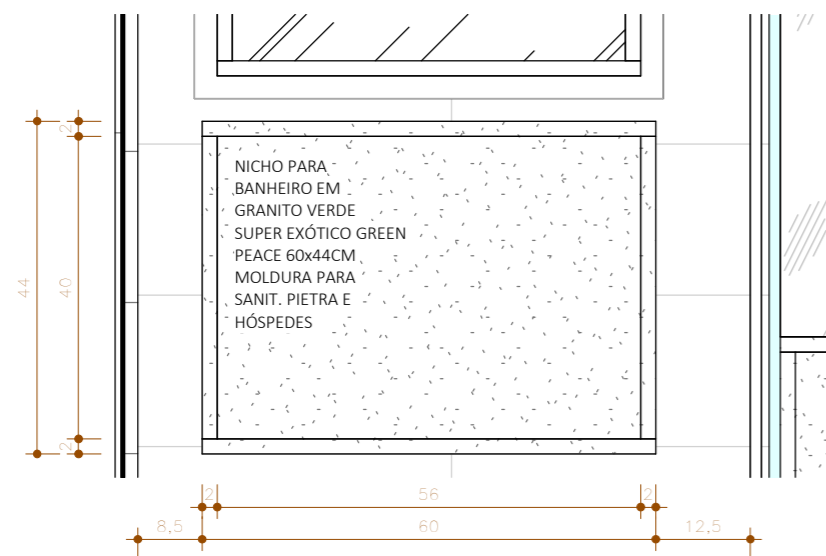 NICHO PARA
BANHEIRO EM
GRANITO VERDE
SUPER EXÓTICO GREEN
PEACE 60x44CM
MOLDURA PARA
SANIT. PIETRA E
HÓSPEDES
2
44
40
2
2
56
2
8,5
60
12,5